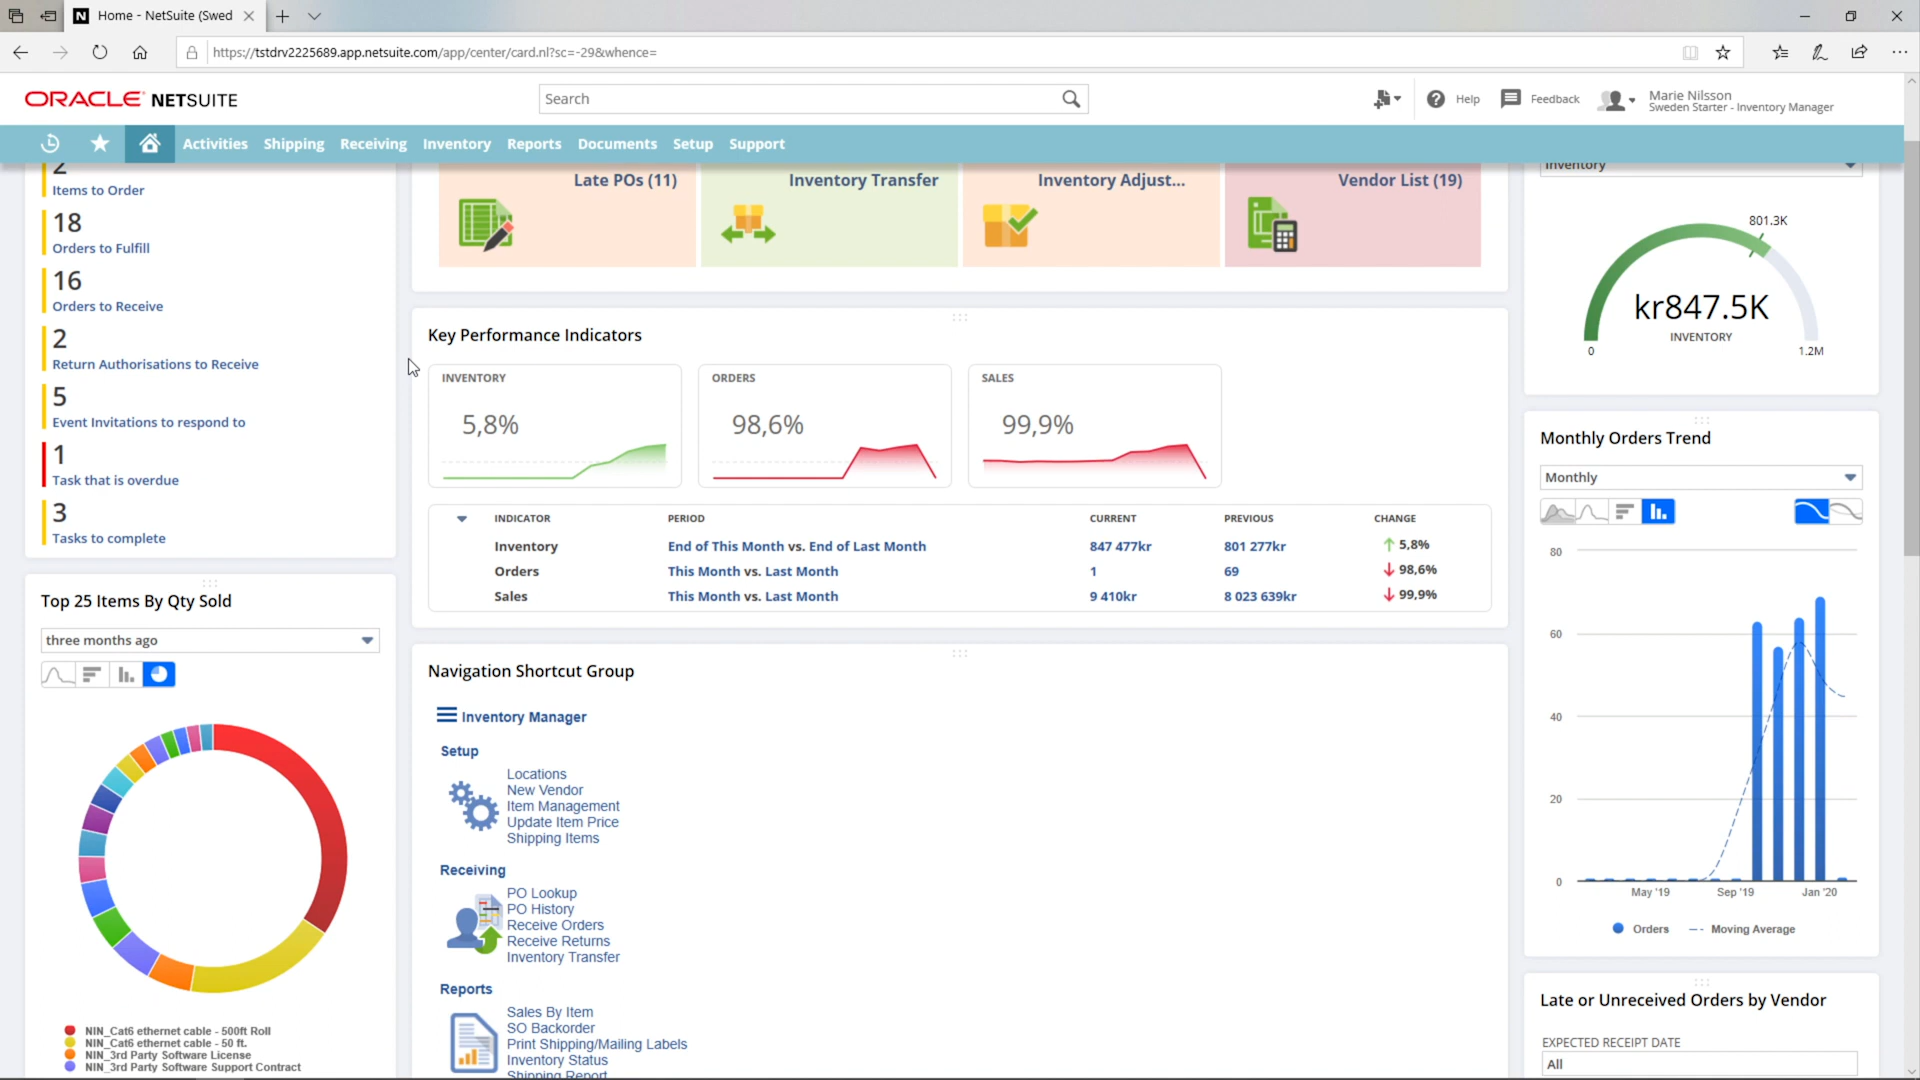 Home - NetSuite (Swed
https://tstdrv2225689.app.netsuite.com/app/center/card.nl?sc=-29&whence=
ORACLE NETSUITE
Search
Help
Feedback
Marie Nilsson
Sweden Starter - Inventory Manager
Activities Shipping Receiving Inventory Reports Documents Setup Support
2
Items to Order
18
Orders to Fulfill
16
Orders to Receive
2
Return Authorisations to Receive
5
Event Invitations to respond to
1
Task that is overdue
3
Tasks to complete
Top 25 Items By Qty Sold
three months ago
NIN_Cat6 ethernet cable - 500ft Roll
NIN_Cat6 ethernet cable - 50 ft.
NIN_3rd Party Software License
NIN_3rd Party Software Support Contract
Late POs (11)
Inventory Transfer
Inventory Adjust...
Vendor List (19)
Key Performance Indicators
INVENTORY
5,8%
ORDERS
98,6%
SALES
99,9%
INDICATOR PERIOD CURRENT PREVIOUS CHANGE
Inventory End of This Month vs. End of Last Month 847 477kr 801 277kr 5,8%
Orders This Month vs. Last Month 1 69 98,6%
Sales This Month vs. Last Month 9 410kr 8 023 639kr 99,9%
Navigation Shortcut Group
Inventory Manager
Setup
Locations
New Vendor
Item Management
Update Item Price
Shipping Items
Receiving
PO Lookup
PO History
Receive Orders
Receive Returns
Inventory Transfer
Reports
Sales By Item
SO Backorder
Print Shipping/Mailing Labels
Inventory Status
Shipping Report
Inventory
801.3K
kr847.5K
INVENTORY
0
1.2M
Monthly Orders Trend
Monthly
80
60
40
20
0
May '19 Sep '19 Jan '20
Orders Moving Average
Late or Unreceived Orders by Vendor
EXPECTED RECEIPT DATE
All